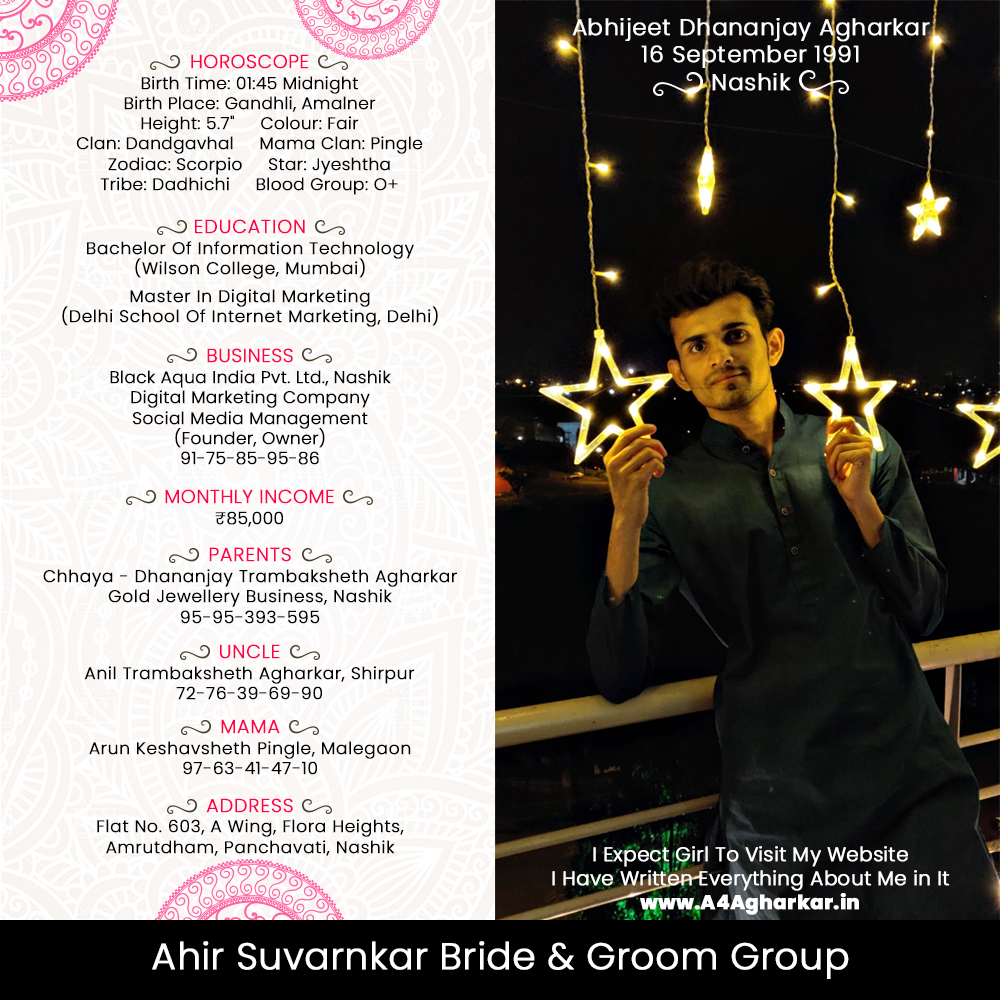 HOROSCOPE
Birth Time: 01:45 Midnight
Birth Place: Gandhli, Amalner
Height: 5.7" Colour: Fair
Clan: Dandgavhal Mama Clan: Pingle
Zodiac: Scorpio Star: Jyeshtha
Tribe: Dadhichi Blood Group: O+
EDUCATION
Bachelor Of Information Technology
(Wilson College, Mumbai)
Master In Digital Marketing
(Delhi School Of Internet Marketing, Delhi)
BUSINESS
Black Aqua India Pvt. Ltd., Nashik
Digital Marketing Company
Social Media Management
(Founder, Owner)
91-75-85-95-86
MONTHLY INCOME
₹85,000
PARENTS
Chhaya - Dhananjay Trambaksheth Agharkar
Gold Jewellery Business, Nashik
95-95-393-595
UNCLE
Anil Trambaksheth Agharkar, Shirpur
72-76-39-69-90
MAMA
Arun Keshavsheth Pingle, Malegaon
97-63-41-47-10
ADDRESS
Flat No. 603, A Wing, Flora Heights,
Amrutdham, Panchavati, Nashik
Abhijeet Dhananjay Agharkar
16 September 1991
Nashik
I Expect Girl To Visit My Website
I Have Written Everything About Me in It
www.A4Agharkar.in
Ahir Suvarnkar Bride & Groom Group